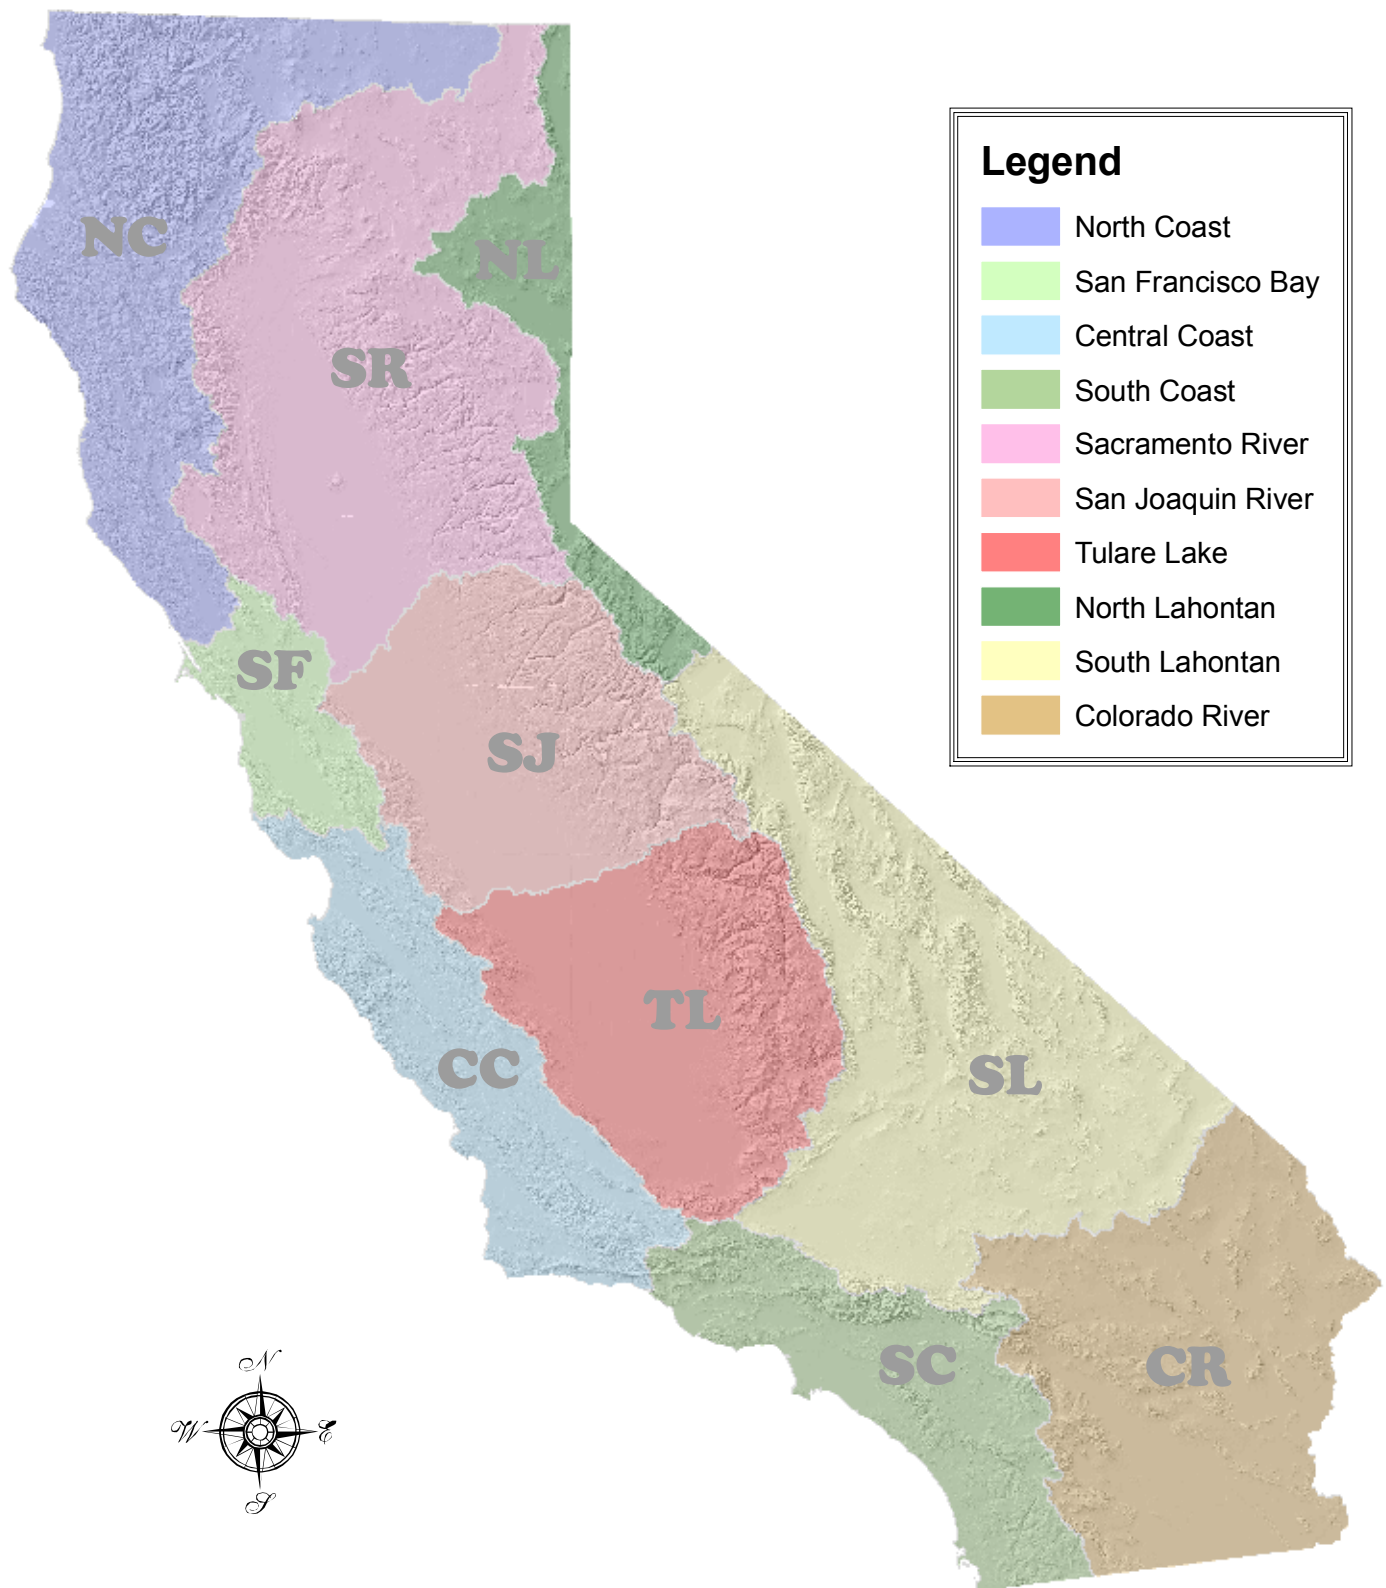 Legend
North Coast
San Francisco Bay
Central Coast
South Coast
Sacramento River
San Joaquin River
Tulare Lake
North Lahontan
South Lahontan
Colorado River
NC
NL
SR
SF
SJ
TL
CC
SL
SC
CR
N
W E
S